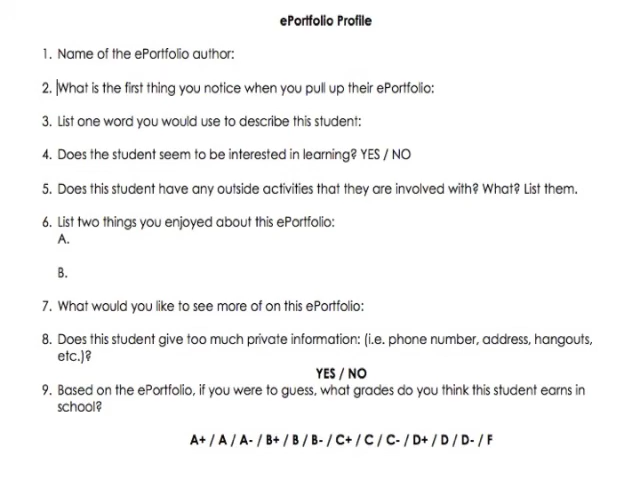 ePortfolio Profile
1. Name of the ePortfolio author:
2. What is the first thing you notice when you pull up their ePortfolio:
3. List one word you would use to describe this student:
4. Does the student seem to be interested in learning? YES / NO
5. Does this student have any outside activities that they are involved with? What? List them.
6. List two things you enjoyed about this ePortfolio:
A.
B.
7. What would you like to see more of on this ePortfolio:
8. Does this student give too much private information: (i.e. phone number, address, hangouts,
etc.)?
YES / NO
9. Based on the ePortfolio, if you were to guess, what grades do you think this student earns in
school?
A+ / A / A- / B+ / B / B- / C+ / C / C- / D+ / D / D- / F